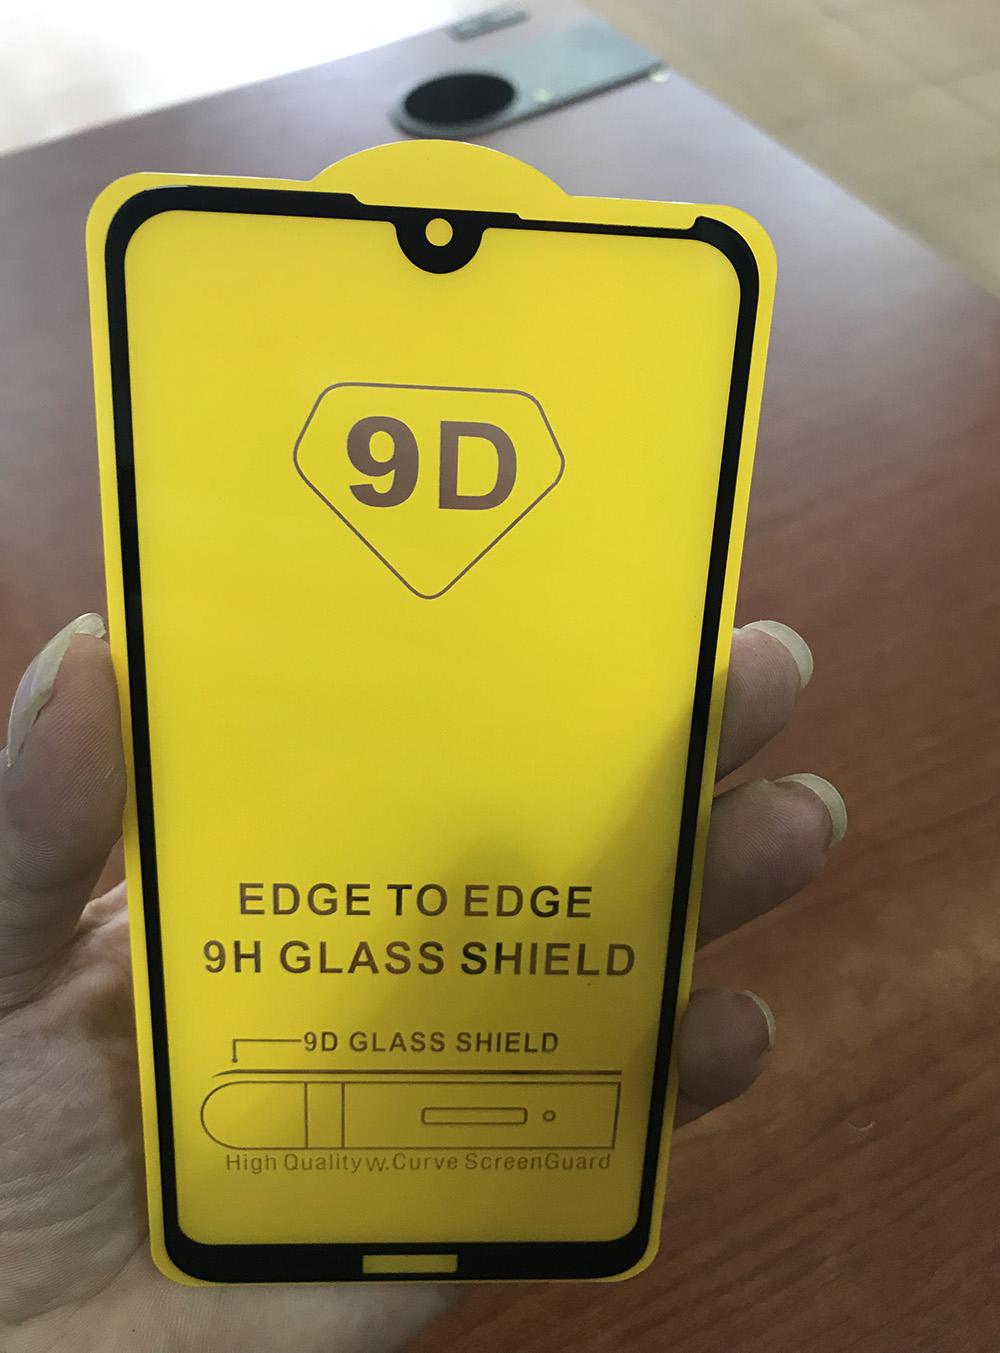 9D
EDGE TO EDGE
9H GLASS SHIELD
9D GLASS SHIELD
High Quality w.Curve ScreenGuard